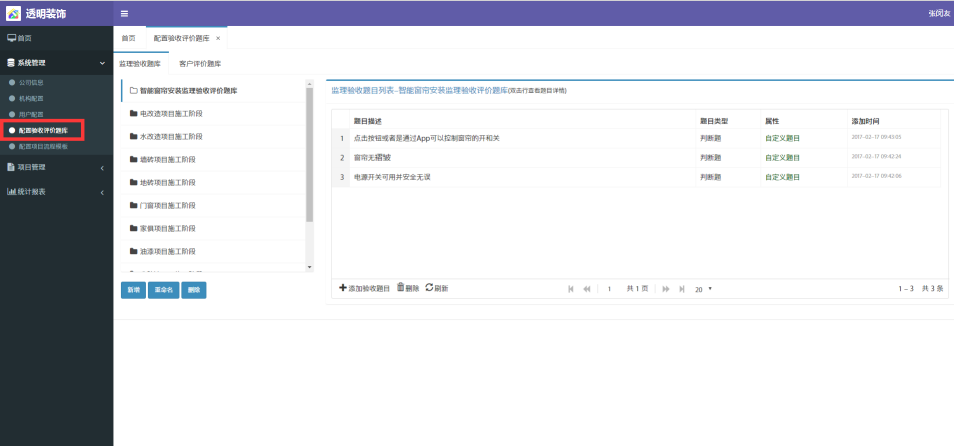 透明装饰
张闵友
首页
首页 配置验收评价题库 ×
系统管理
监理验收题库 客户评价题库
公司信息
机构配置
用户配置
配置验收评价题库
配置项目流程模板
项目管理
统计报表
智能窗帘安装监理验收评价题库
电改造项目施工阶段
水改造项目施工阶段
墙砖项目施工阶段
地砖项目施工阶段
门窗项目施工阶段
家俱项目施工阶段
油漆项目施工阶段
新增 重命名 删除
监理验收题目列表-智能窗帘安装监理验收评价题库(双击行查看题目详情)
题目描述 题目类型 属性 添加时间
1 点击按钮或者是通过App可以控制窗帘的开和关 判断题 自定义题目 2017-02-17 09:43:05
2 窗帘无褶皱 判断题 自定义题目 2017-02-17 09:42:24
3 电源开关可用并安全无误 判断题 自定义题目 2017-02-17 09:42:06
添加验收题目 删除 刷新 1 共 1 页 20 1 - 3 共 3 条